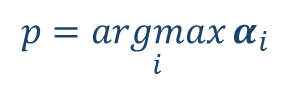 p = argmax α_i
i